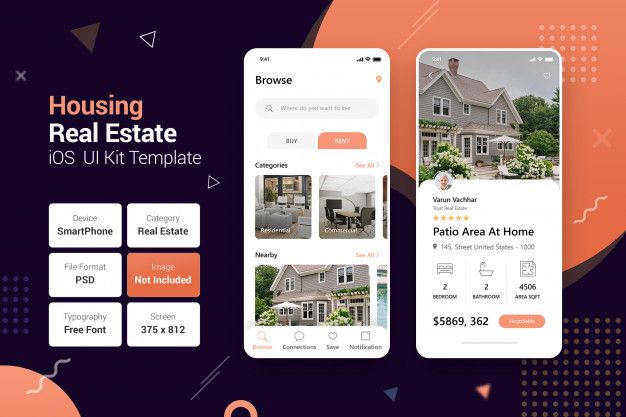 Housing
Real Estate
iOS UI Kit Template
Device
SmartPhone
Category
Real Estate
File Format
PSD
Image
Not Included
Typography
Free Font
Screen
375 x 812
9:41
Browse
Where do you want to live
BUY
RENT
Categories
See All >
Residential
Commercial
Nearby
See All >
Browse
Connections
Save
Notification
9:41
Varun Vachhar
Trust Real Estate
Patio Area At Home
145, Street United States - 1000
2
BEDROOM
2
BATHROOM
4506
AREA SQFT
$5869, 362
Negotiable